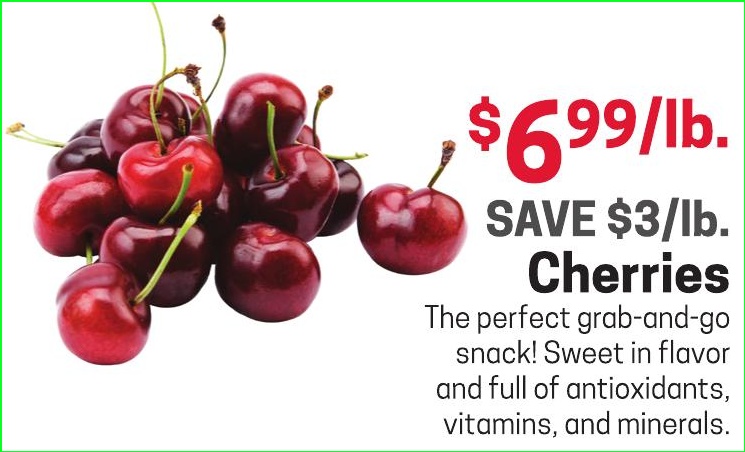 $6.99/lb.
SAVE $3/lb.
Cherries
The perfect grab-and-go
snack! Sweet in flavor
and full of antioxidants,
vitamins, and minerals.